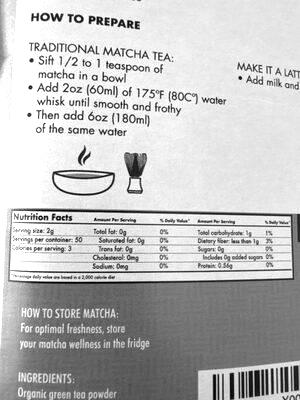 HOW TO PREPARE
TRADITIONAL MATCHA TEA:
• Sift 1/2 to 1 teaspoon of
matcha in a bowl
• Add 2oz (60ml) of 175°F (80C°) water
whisk until smooth and frothy
• Then add 6oz (180ml)
of the same water
MAKE IT A LATT
• Add milk and
Nutrition Facts Amount Per Serving % Daily Value* Amount Per Serving % Daily Value*
Serving size: 2g Total fat: 0g 0% Total carbohydrate: 1g 1%
Servings per container: 50 Saturated fat: 0g 0% Dietary fiber: less than 1g 3%
Calories per serving: 3 Trans fat: 0g 0% Sugars: 0g 0%
Cholesterol: 0mg 0% Includes 0g added sugars 0%
Sodium: 0mg 0% Protein: 0.56g 0%
Percentage daily value are based in a 2,000 calorie diet
HOW TO STORE MATCHA:
For optimal freshness, store
your matcha wellness in the fridge
INGREDIENTS:
Organic green tea powder